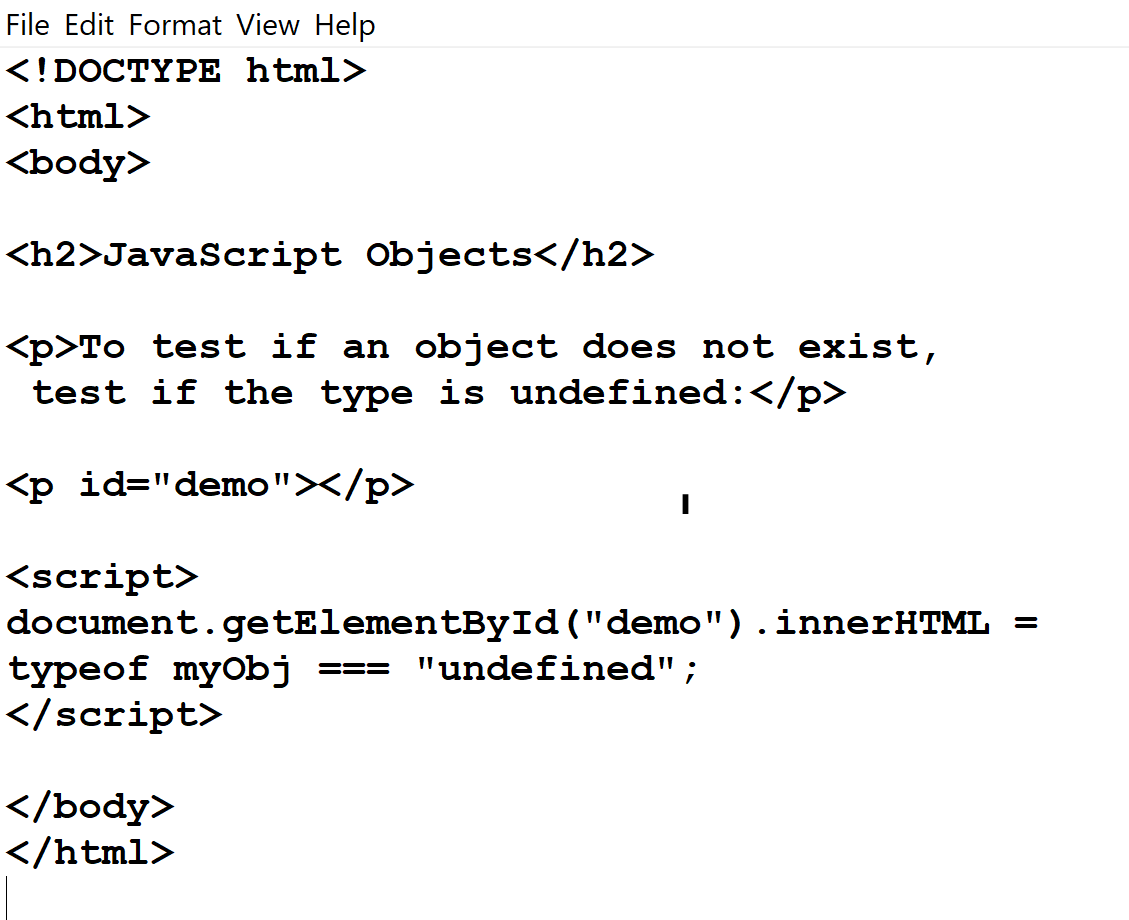 File Edit Format View Help
<!DOCTYPE html>
<html>
<body>
<h2>JavaScript Objects</h2>
<p>To test if an object does not exist,
test if the type is undefined:</p>
<p id="demo"></p>
<script>
document.getElementById("demo").innerHTML =
typeof myObj === "undefined";
</script>
</body>
</html>